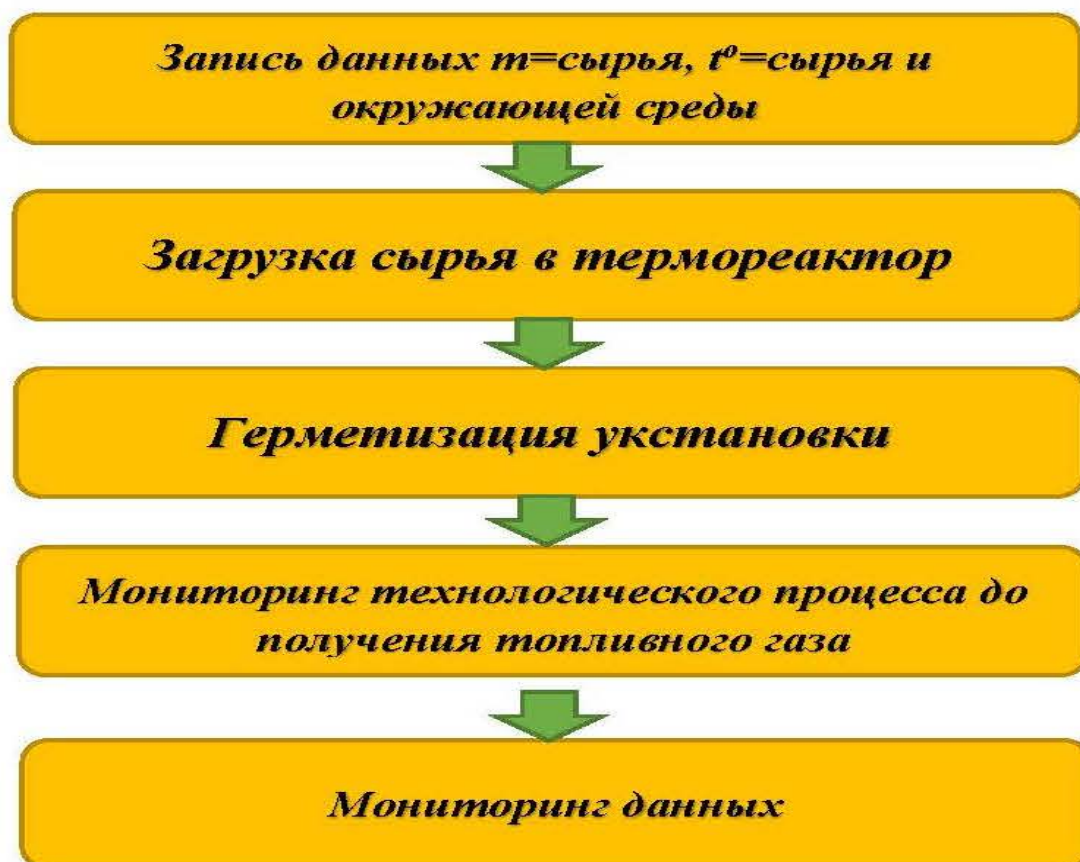 Запись данных m=сырья, tº=сырья и
окружающей среды
Загрузка сырья в термореактор
Герметизация укстановки
Мониторинг технологического процесса до
получения топливного газа
Мониторинг данных